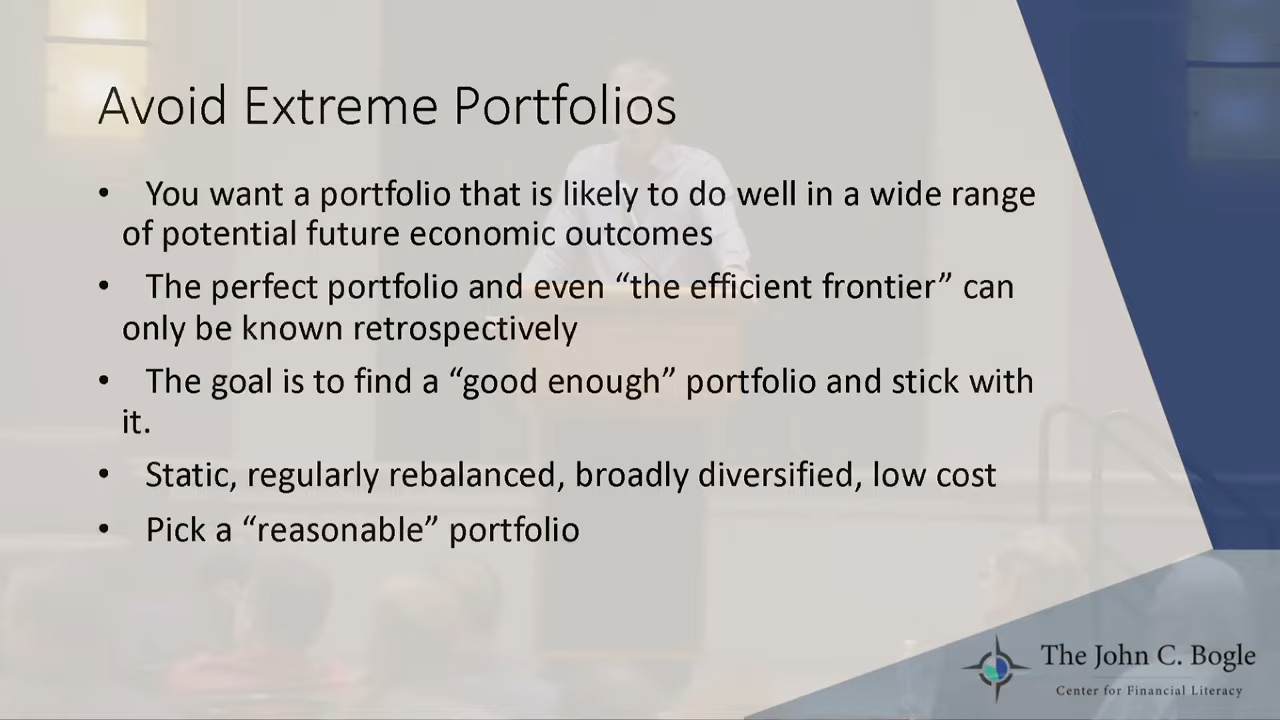 Avoid Extreme Portfolios
• You want a portfolio that is likely to do well in a wide range
of potential future economic outcomes
• The perfect portfolio and even “the efficient frontier” can
only be known retrospectively
• The goal is to find a “good enough” portfolio and stick with
it.
• Static, regularly rebalanced, broadly diversified, low cost
• Pick a “reasonable” portfolio
The John C. Bogle
Center for Financial Literacy